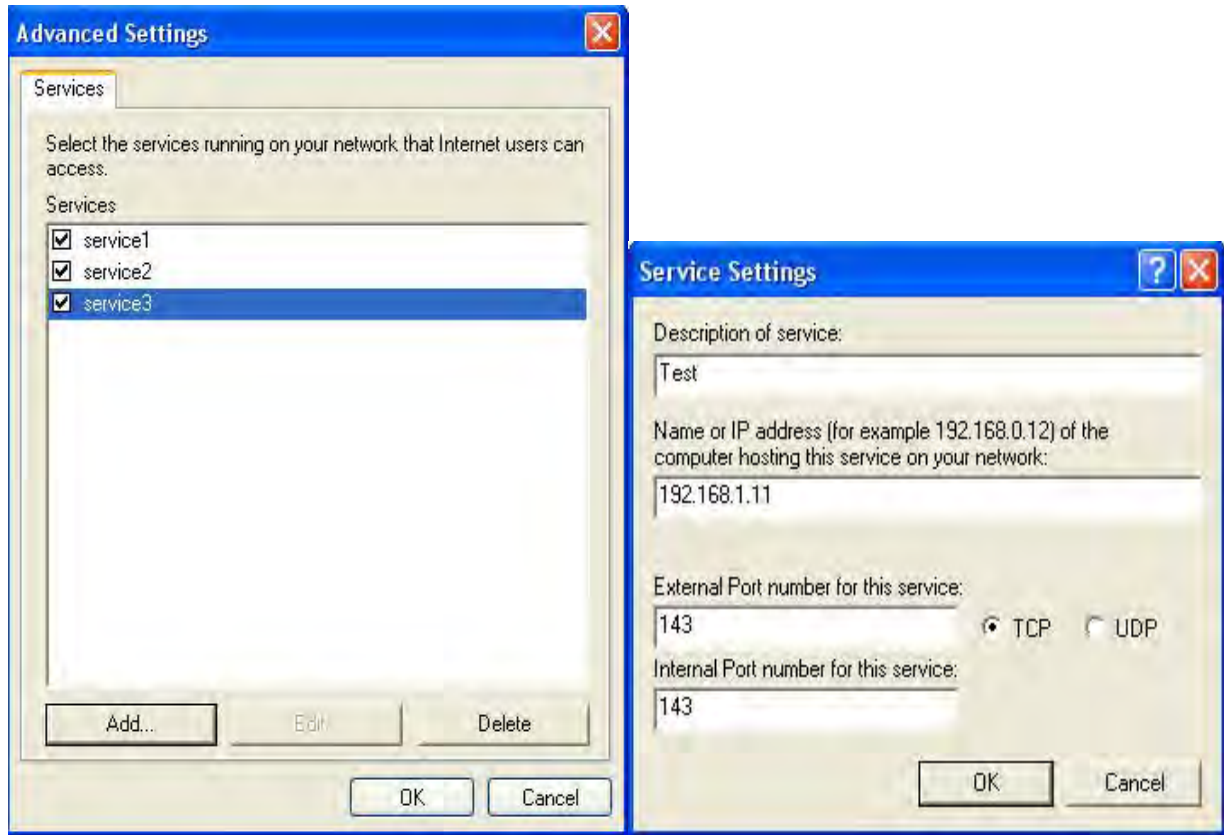 Advanced Settings
Services
Select the services running on your network that Internet users can
access.
Services
service1
service2
service3
Add...
Edit
Delete
OK
Cancel
Service Settings
Description of service:
Test
Name or IP address (for example 192.168.0.12) of the
computer hosting this service on your network:
192.168.1.11
External Port number for this service:
143
TCP
UDP
Internal Port number for this service:
143
OK
Cancel